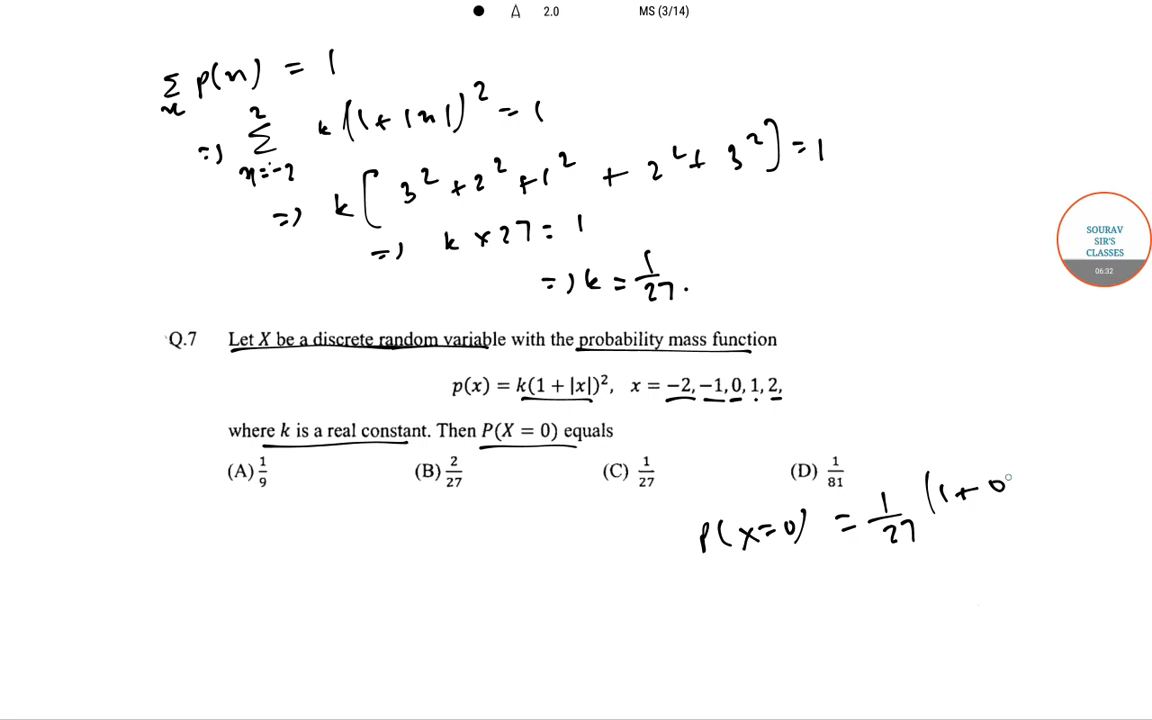 A 2.0 MS (3/14)
Σ p(x) = 1
x
=> 2 Σ x=-2 k(1+|x|)² = 1
=> k[3² + 2² + 1² + 2² + 3²] = 1
=> k × 27 = 1
=> k = 1/27.
SOURAV
SIR'S
CLASSES
06:32
Q.7 Let X be a discrete random variable with the probability mass function
p(x) = k(1 + |x|)², x = −2, −1, 0, 1, 2,
where k is a real constant. Then P(X = 0) equals
(A) 1/9 (B) 2/27 (C) 1/27 (D) 1/81
P(X=0) = 1/27 (1+0